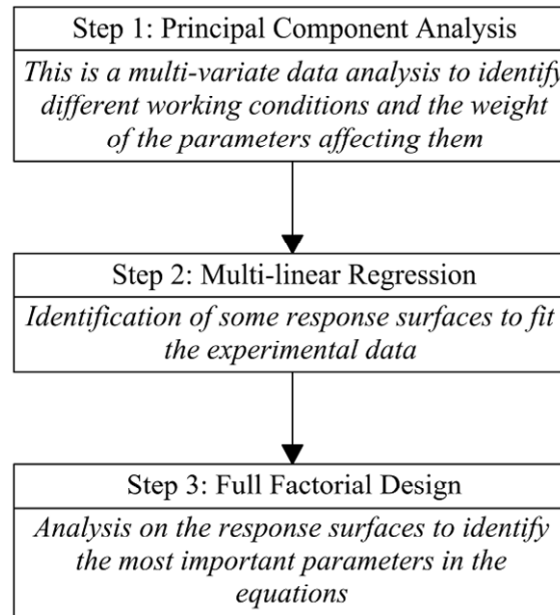 Step 1: Principal Component Analysis
This is a multi-variate data analysis to identify
different working conditions and the weight
of the parameters affecting them
Step 2: Multi-linear Regression
Identification of some response surfaces to fit
the experimental data
Step 3: Full Factorial Design
Analysis on the response surfaces to identify
the most important parameters in the
equations